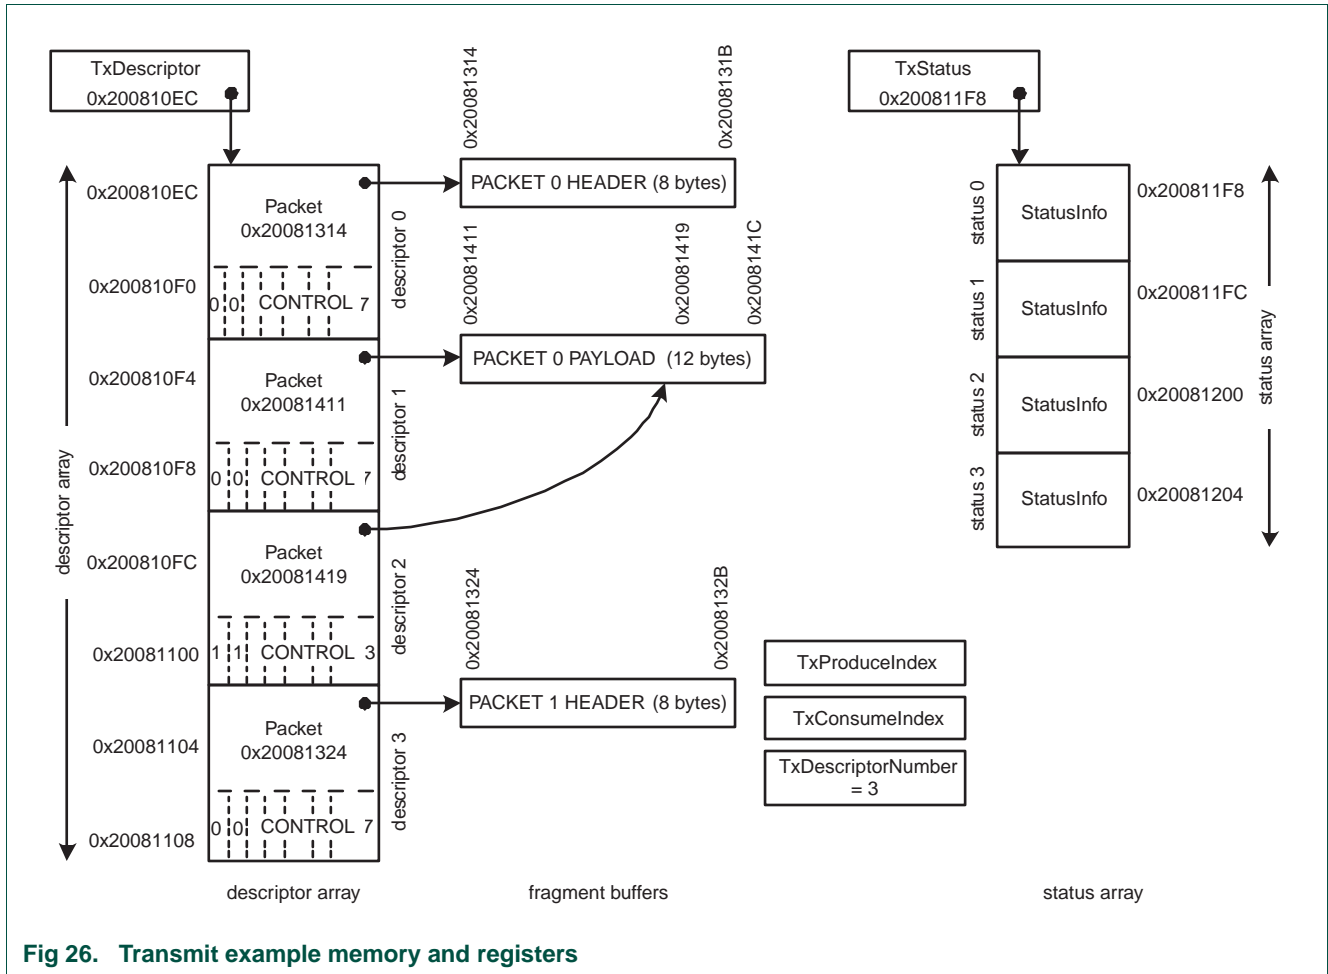 TxDescriptor
0x200810EC
0x20081314
0x2008131B
TxStatus
0x200811F8
0x200810EC
Packet
0x20081314
descriptor 0
PACKET 0 HEADER (8 bytes)
0x200810F0
0 0 CONTROL 7
0x20081411
0x20081419
0x2008141C
0x200810F4
Packet
0x20081411
descriptor 1
PACKET 0 PAYLOAD (12 bytes)
0x200810F8
0 0 CONTROL 7
descriptor array
0x200810FC
Packet
0x20081419
descriptor 2
0x20081100
1 1 CONTROL 3
0x20081324
0x2008132B
0x20081104
Packet
0x20081324
descriptor 3
PACKET 1 HEADER (8 bytes)
0x20081108
0 0 CONTROL 7
status 0
StatusInfo
0x200811F8
status 1
StatusInfo
0x200811FC
status 2
StatusInfo
0x20081200
status 3
StatusInfo
0x20081204
status array
TxProduceIndex
TxConsumeIndex
TxDescriptorNumber
= 3
descriptor array
fragment buffers
status array
Fig 26. Transmit example memory and registers